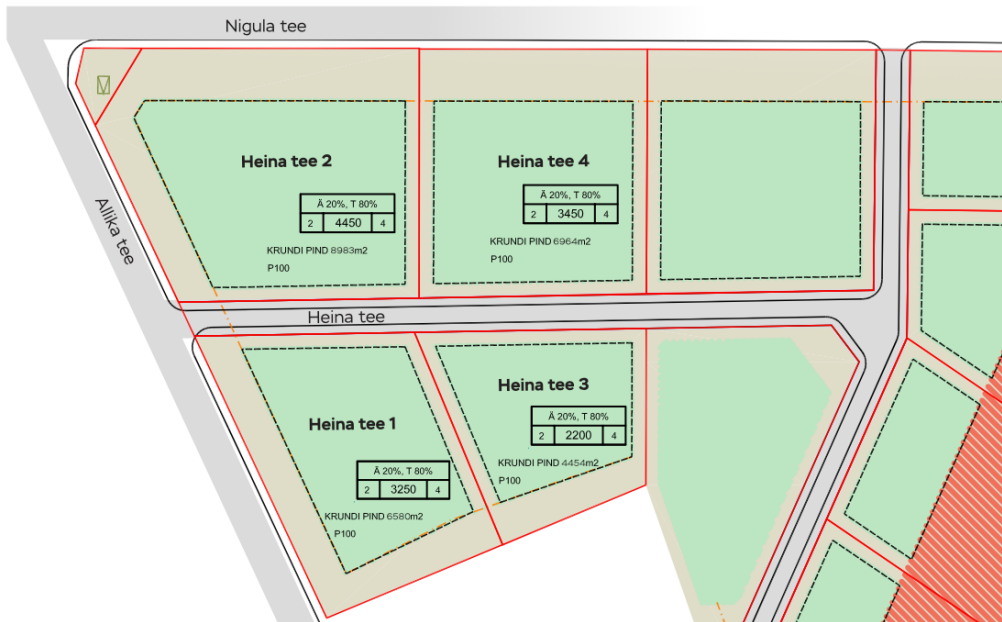 Nigula tee
Allika tee
Heina tee 2
Ä 20%, T 80%
2 4450 4
KRUNDI PIND 8983m2
P100
Heina tee 4
Ä 20%, T 80%
2 3450 4
KRUNDI PIND 6964m2
P100
Heina tee
Heina tee 1
Ä 20%, T 80%
2 3250 4
KRUNDI PIND 6580m2
P100
Heina tee 3
Ä 20%, T 80%
2 2200 4
KRUNDI PIND 4454m2
P100